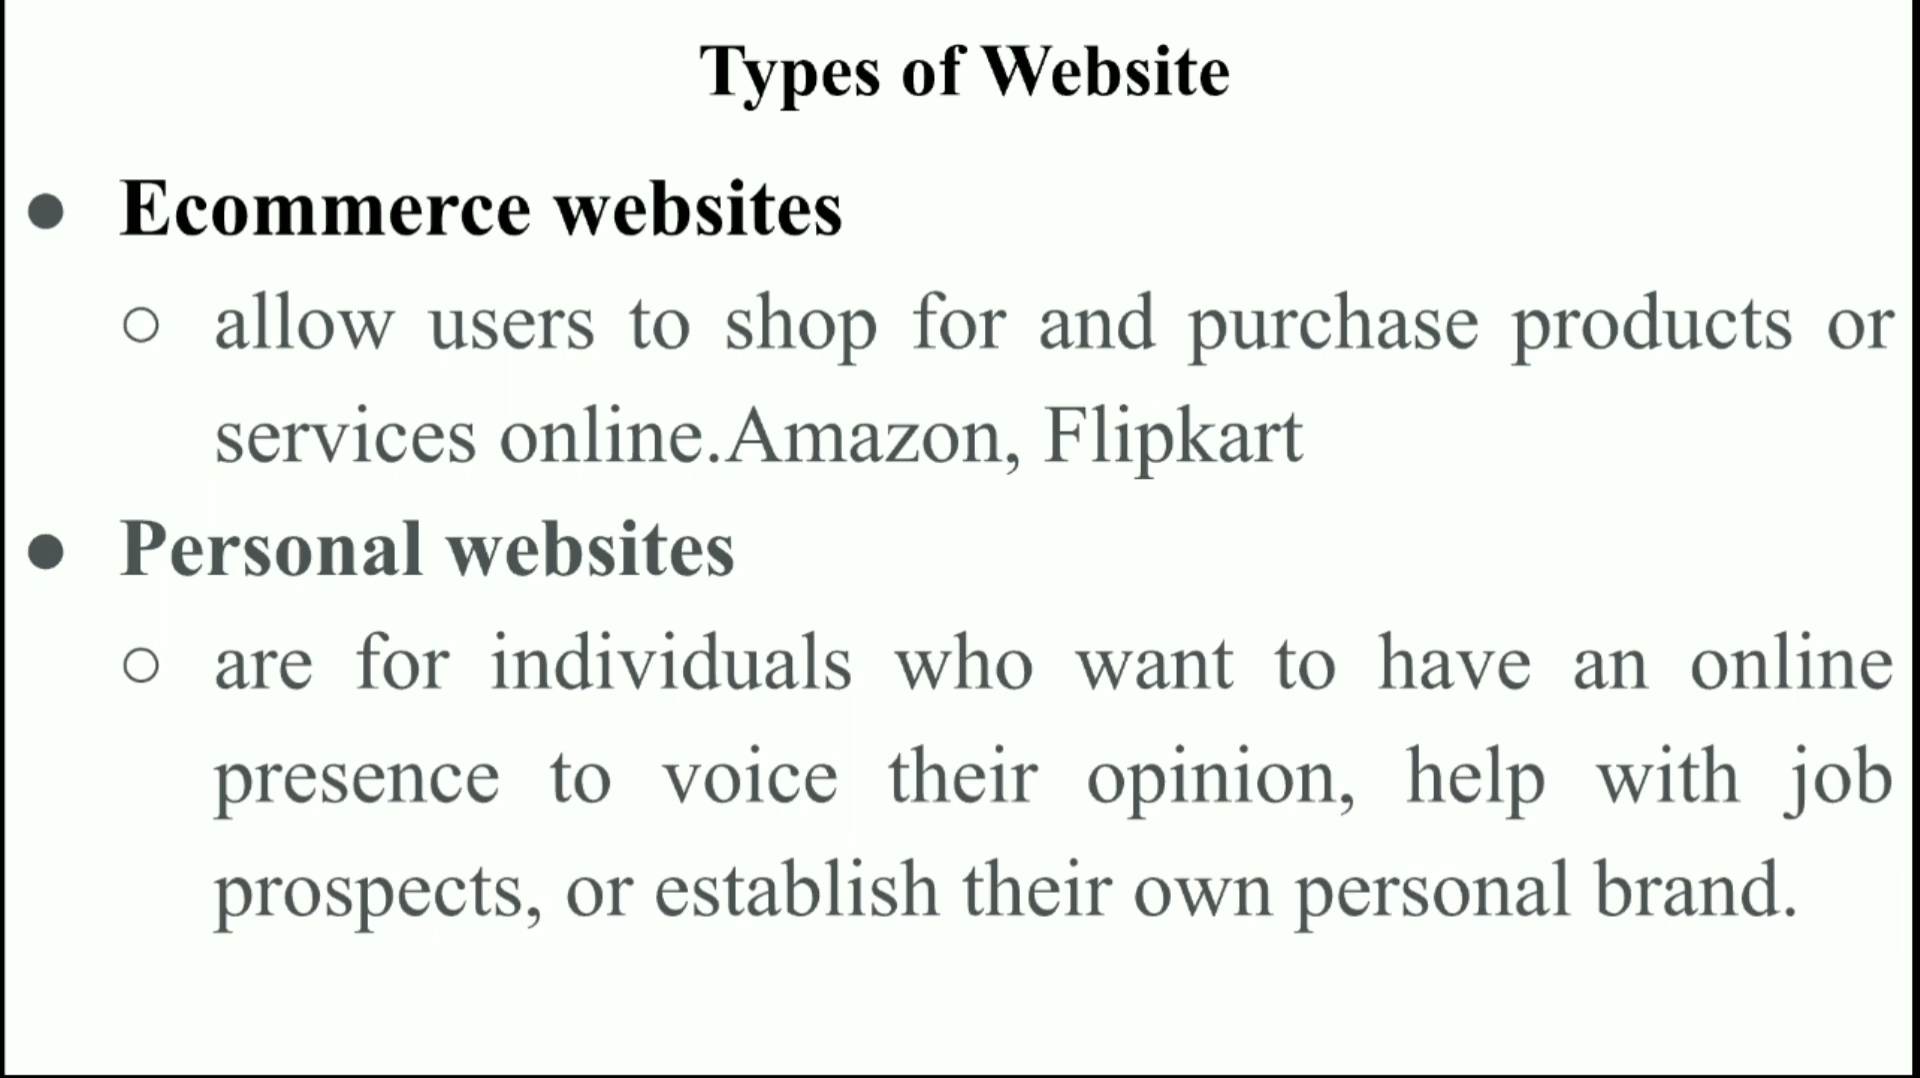 Types of Website
● Ecommerce websites
○ allow users to shop for and purchase products or
services online.Amazon, Flipkart
● Personal websites
○ are for individuals who want to have an online
presence to voice their opinion, help with job
prospects, or establish their own personal brand.